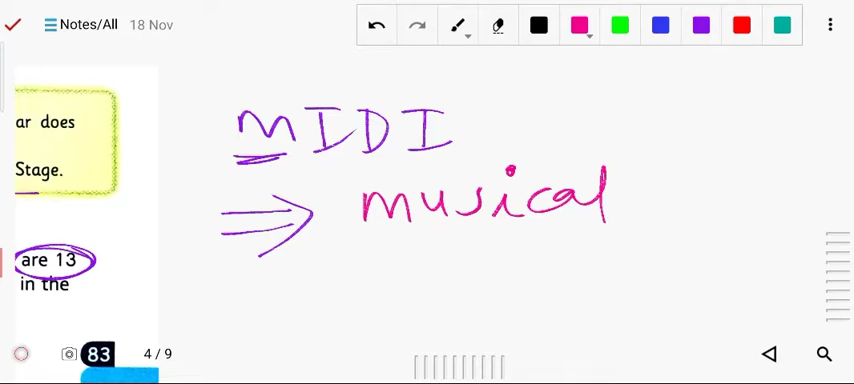 Notes/All 18 Nov
ar does
Stage.
MIDI
⇒ musical
are 13
in the
83
4 / 9